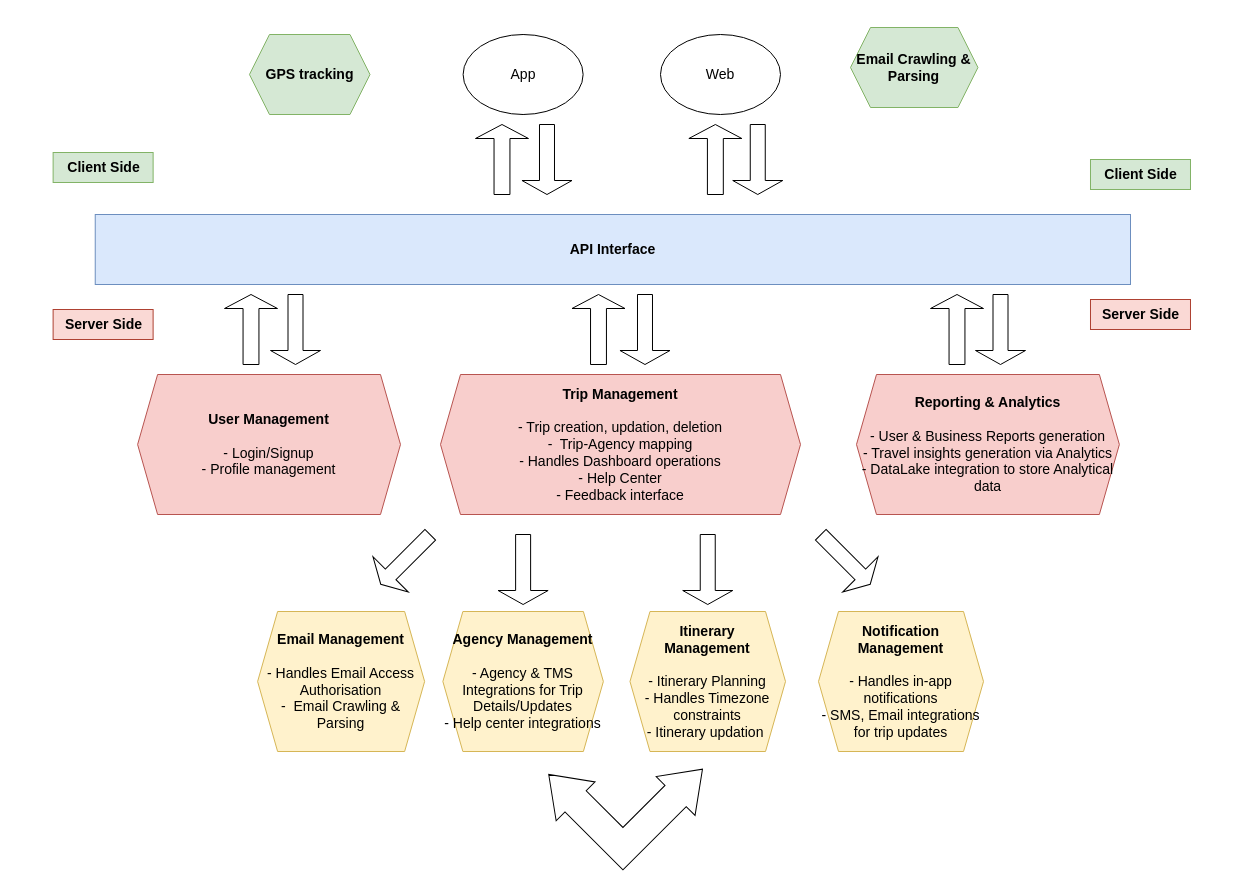 GPS tracking
App
Web
Email Crawling &
Parsing
Client Side
Client Side
API Interface
Server Side
Server Side
User Management
- Login/Signup
- Profile management
Trip Management
- Trip creation, updation, deletion
-  Trip-Agency mapping
- Handles Dashboard operations
- Help Center
- Feedback interface
Reporting & Analytics
- User & Business Reports generation
- Travel insights generation via Analytics
- DataLake integration to store Analytical
data
Email Management
- Handles Email Access
Authorisation
-  Email Crawling &
Parsing
Agency Management
- Agency & TMS
Integrations for Trip
Details/Updates
- Help center integrations
Itinerary
Management
- Itinerary Planning
- Handles Timezone
constraints
- Itinerary updation
Notification
Management
- Handles in-app
notifications
- SMS, Email integrations
for trip updates